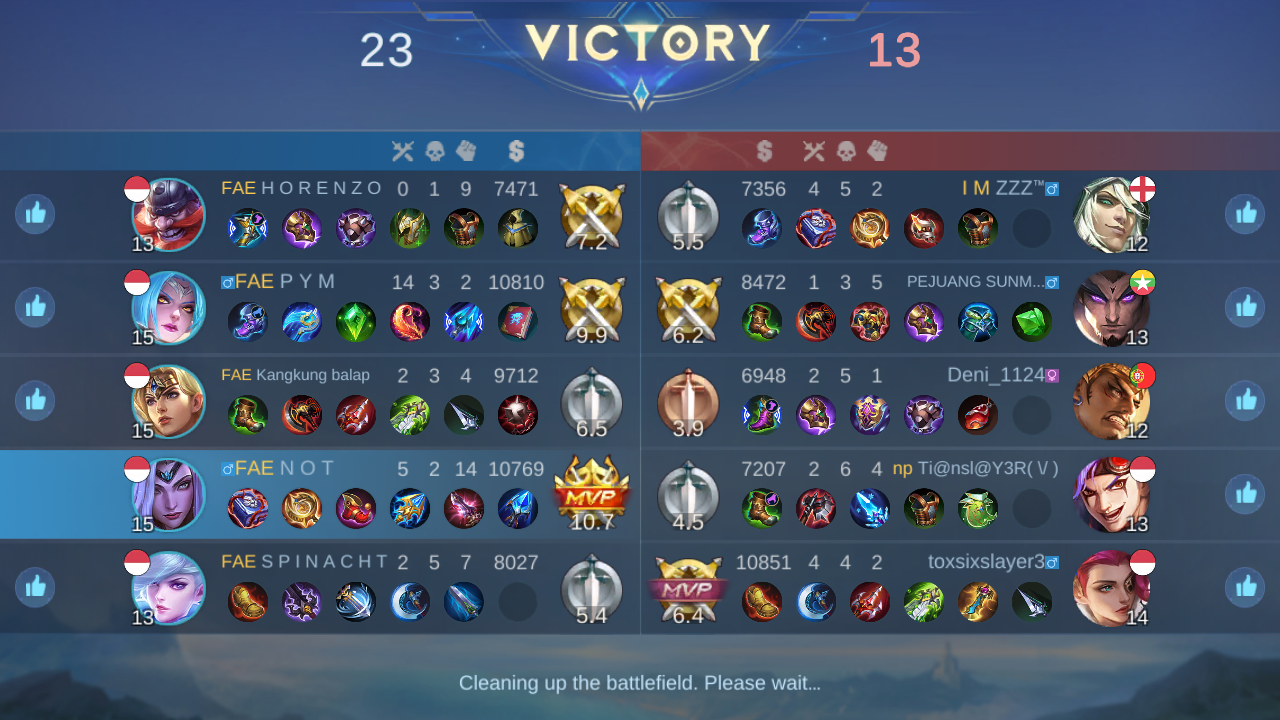 23 VICTORY 13
FAE H O R E N Z O 0 1 9 7471
13
7.2
7356 4 5 2 I M ZZZ™
5.5
12
FAE P Y M 14 3 2 10810
15
9.9
8472 1 3 5 PEJUANG SUNM...
6.2
13
FAE Kangkung balap 2 3 4 9712
15
6.5
6948 2 5 1 Deni_1124
3.9
12
FAE N O T 5 2 14 10769
15
MVP
10.7
7207 2 6 4 np Ti@nsl@Y3R( \/ )
4.5
13
FAE S P I N A C H T 2 5 7 8027
13
5.4
10851 4 4 2 toxsixslayer3
MVP
6.4
14
Cleaning up the battlefield. Please wait...